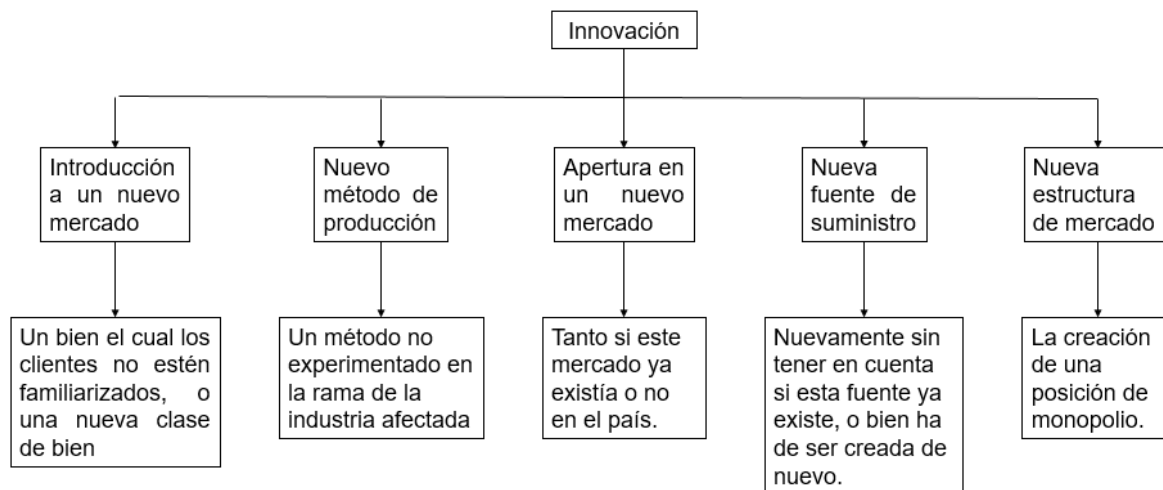 Innovación
Introducción
a un nuevo
mercado
Nuevo
método de
producción
Apertura en
un nuevo
mercado
Nueva
fuente de
suministro
Nueva
estructura
de mercado
Un bien el cual los
clientes no estén
familiarizados, o
una nueva clase
de bien
Un método no
experimentado en
la rama de la
industria afectada
Tanto si este
mercado ya
existía o no
en el país.
Nuevamente sin
tener en cuenta
si esta fuente ya
existe, o bien ha
de ser creada de
nuevo.
La creación
de una
posición de
monopolio.